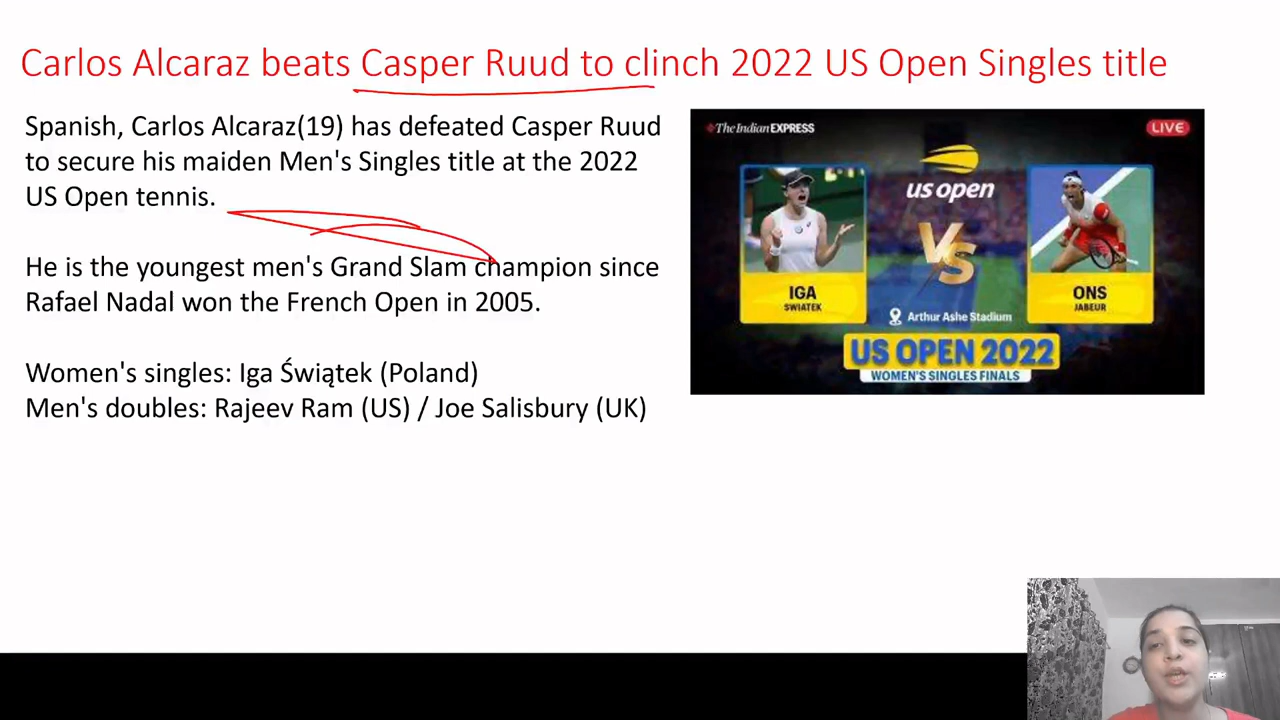 Carlos Alcaraz beats Casper Ruud to clinch 2022 US Open Singles title
Spanish, Carlos Alcaraz(19) has defeated Casper Ruud
to secure his maiden Men's Singles title at the 2022
US Open tennis.
He is the youngest men's Grand Slam champion since
Rafael Nadal won the French Open in 2005.
Women's singles: Iga Świątek (Poland)
Men's doubles: Rajeev Ram (US) / Joe Salisbury (UK)
The Indian EXPRESS
LIVE
us open
VS
IGA
SWIATEK
ONS
JABEUR
Arthur Ashe Stadium
US OPEN 2022
WOMEN'S SINGLES FINALS